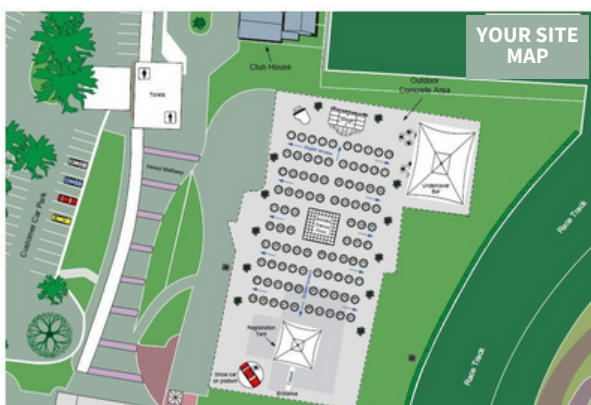 YOUR SITE
MAP
Club House
Outdoor
Concrete Area
Toilets
Paved Walkway
Customer Car Park
Undercover
Bar
Race Track
Registration
Tent
Race Track
Show car
on podium
Entrance